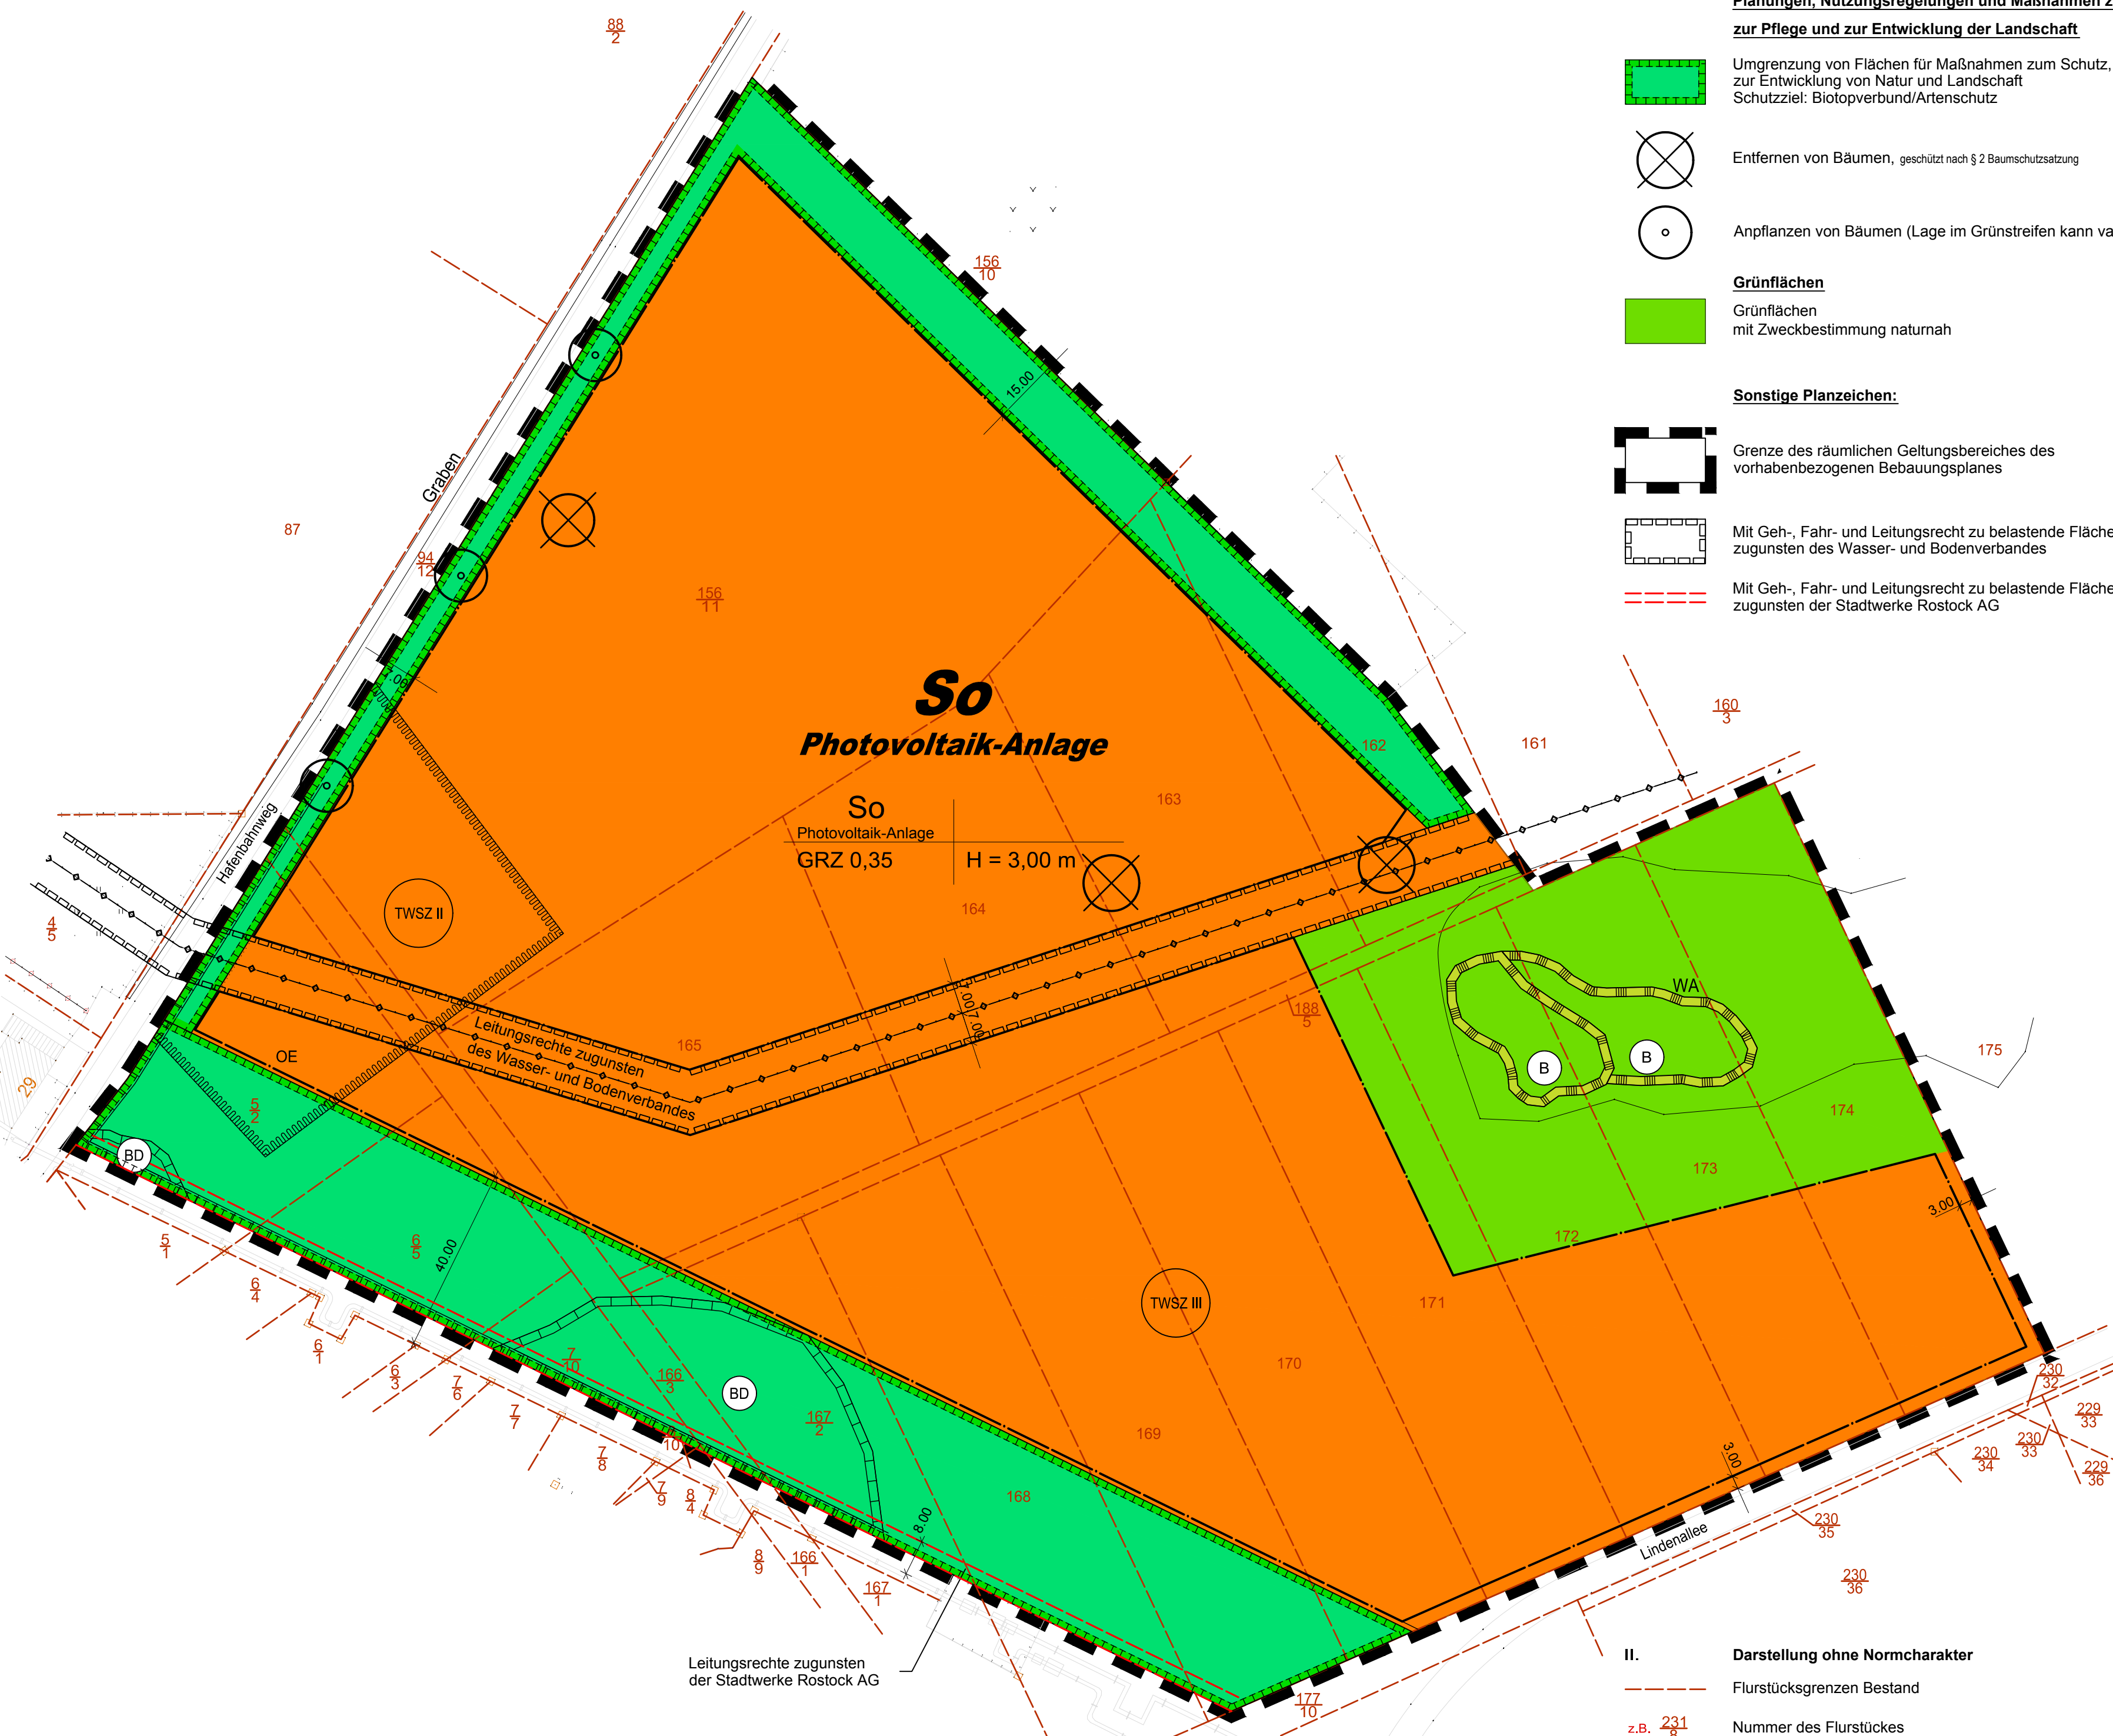 Planungen, Nutzungsregelungen und Maßnahmen z
zur Pflege und zur Entwicklung der Landschaft
Umgrenzung von Flächen für Maßnahmen zum Schutz,
zur Entwicklung von Natur und Landschaft
Schutzziel: Biotopverbund/Artenschutz
Entfernen von Bäumen, geschützt nach § 2 Baumschutzsatzung
Anpflanzen von Bäumen (Lage im Grünstreifen kann va
Grünflächen
Grünflächen
mit Zweckbestimmung naturnah
Sonstige Planzeichen:
Grenze des räumlichen Geltungsbereiches des
vorhabenbezogenen Bebauungsplanes
Mit Geh-, Fahr- und Leitungsrecht zu belastende Fläche
zugunsten des Wasser- und Bodenverbandes
Mit Geh-, Fahr- und Leitungsrecht zu belastende Fläche
zugunsten der Stadtwerke Rostock AG
88
2
156
10
15.00
Graben
87
94
12
156
11
So
Photovoltaik-Anlage
So
Photovoltaik-Anlage
GRZ 0,35
H = 3,00 m
162
163
161
160
3
Hafenbahnweg
TWSZ II
164
4
5
WA
188
5
7.00
7.00
165
Leitungsrechte zugunsten
des Wasser- und Bodenverbandes
OE
B
B
175
29
5
2
174
BD
173
172
3.00
5
1
6
5
40.00
6
4
TWSZ III
171
6
1
6
3
7
6
7
10
166
3
BD
170
230
32
7
7
167
2
169
229
33
230
33
7
8
10
230
34
229
36
3.00
7
9
8
4
168
8.00
230
35
Lindenallee
8
9
166
1
167
1
230
36
Leitungsrechte zugunsten
der Stadtwerke Rostock AG
177
10
II.
Darstellung ohne Normcharakter
Flurstücksgrenzen Bestand
z.B. 231
8
Nummer des Flurstückes